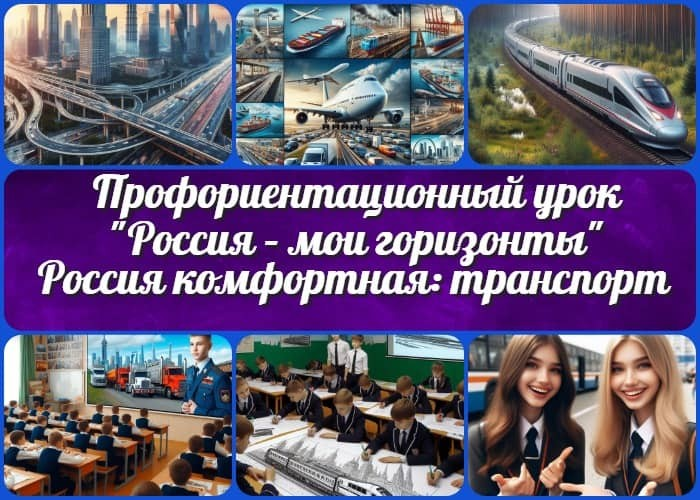 Профориентационный урок
"Россия – мои горизонты"
Россия комфортная: транспорт